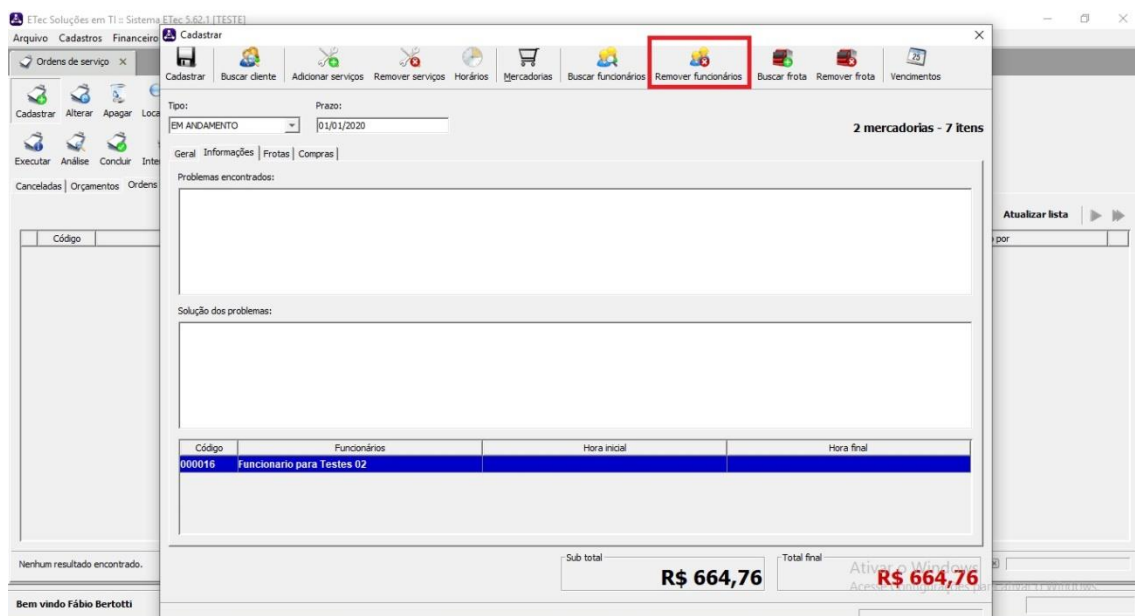 ETec Soluções em TI :: Sistema ETec 5.62.1 [TESTE]
Arquivo Cadastros Financeiro
Ordens de serviço
Cadastrar Alterar Apagar Loca
Executar Análise Concluir Inte
Canceladas Orçamentos Ordens
Código
Nenhum resultado encontrado.
Bem vindo Fábio Bertotti
Cadastrar
Cadastrar Buscar cliente Adicionar serviços Remover serviços Horários Mercadorias Buscar funcionários Remover funcionários Buscar frota Remover frota Vencimentos
Tipo: Prazo:
EM ANDAMENTO 01/01/2020
2 mercadorias - 7 itens
Geral Informações Frotas Compras
Problemas encontrados:
Solução dos problemas:
Código Funcionários Hora inicial Hora final
000016 Funcionario para Testes 02
Sub total Total final
R$ 664,76 R$ 664,76
Atualizar lista
por
Ativar o Windows